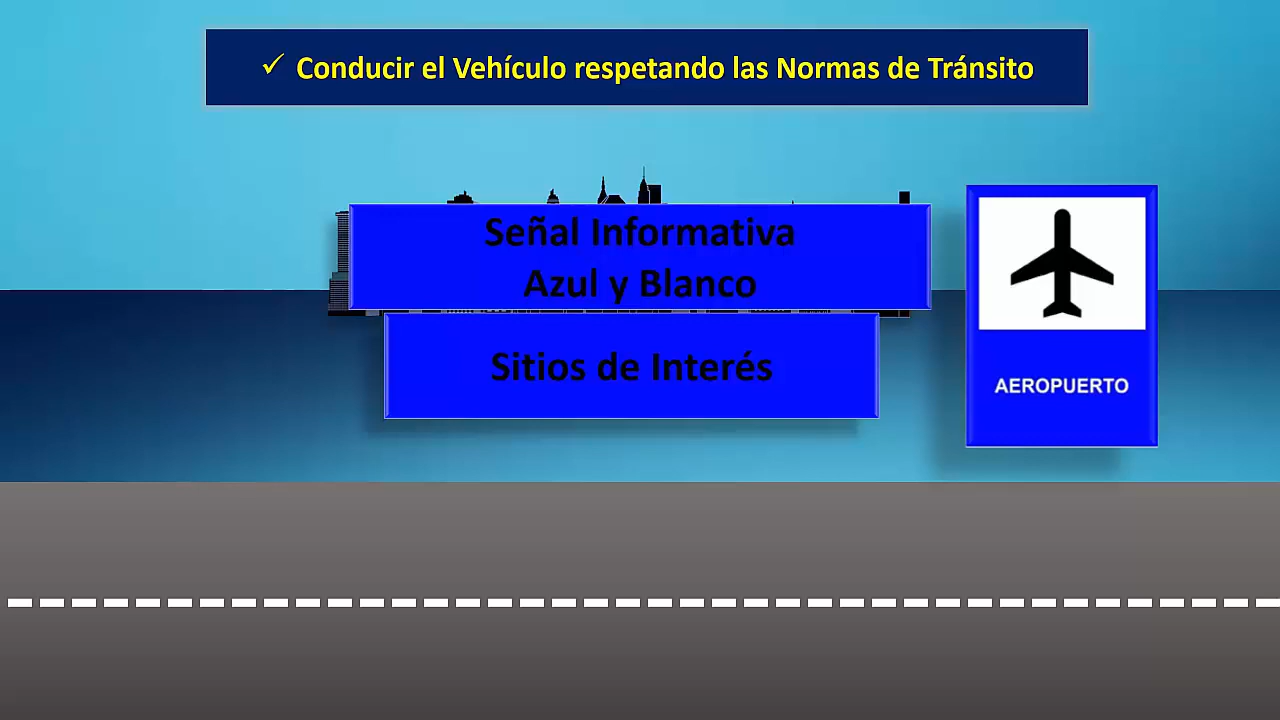 ✓ Conducir el Vehículo respetando las Normas de Tránsito
Señal Informativa
Azul y Blanco
Sitios de Interés
AEROPUERTO